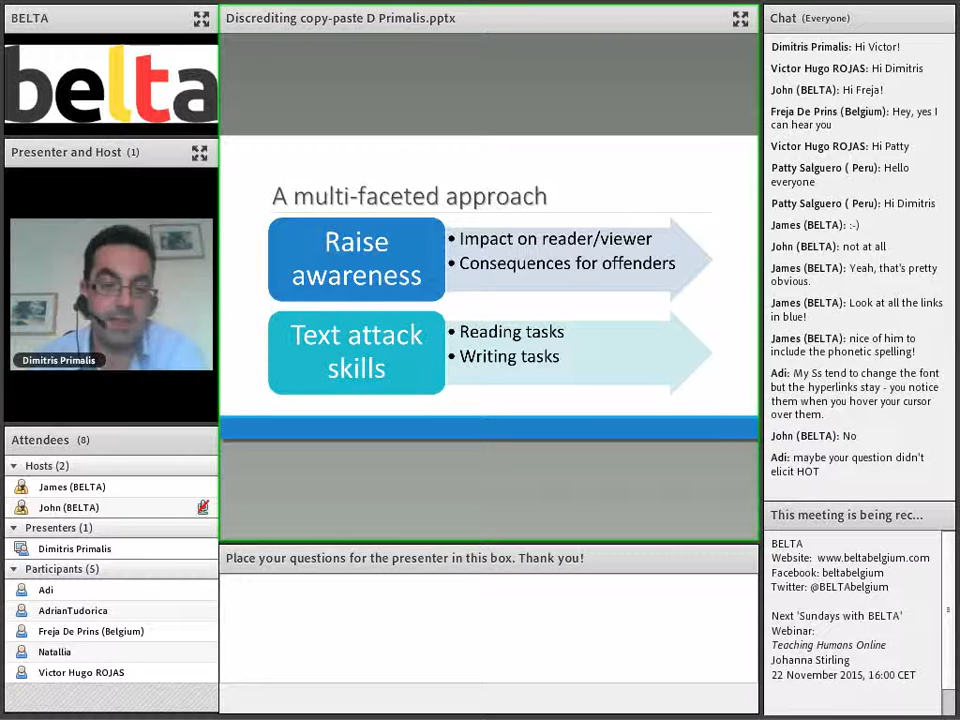 BELTA
belta
Presenter and Host (1)
Dimitris Primalis
Attendees (8)
Hosts (2)
James (BELTA)
John (BELTA)
Presenters (1)
Dimitris Primalis
Participants (5)
Adi
AdrianTudorica
Freja De Prins (Belgium)
Natallia
Victor Hugo ROJAS
Discrediting copy-paste D Primalis.pptx
A multi-faceted approach
Raise
awareness
• Impact on reader/viewer
• Consequences for offenders
Text attack
skills
• Reading tasks
• Writing tasks
Place your questions for the presenter in this box. Thank you!
Chat (Everyone)
Dimitris Primalis: Hi Victor!
Victor Hugo ROJAS: Hi Dimitris
John (BELTA): Hi Freja!
Freja De Prins (Belgium): Hey, yes I
can hear you
Victor Hugo ROJAS: Hi Patty
Patty Salguero ( Peru): Hello
everyone
Patty Salguero ( Peru): Hi Dimitris
James (BELTA): :-)
John (BELTA): not at all
James (BELTA): Yeah, that's pretty
obvious.
James (BELTA): Look at all the links
in blue!
James (BELTA): nice of him to
include the phonetic spelling!
Adi: My Ss tend to change the font
but the hyperlinks stay - you notice
them when you hover your cursor
over them.
John (BELTA): No
Adi: maybe your question didn't
elicit HOT
This meeting is being rec...
BELTA
Website: www.beltabelgium.com
Facebook: beltabelgium
Twitter: @BELTAbelgium
Next 'Sundays with BELTA'
Webinar:
Teaching Humans Online
Johanna Stirling
22 November 2015, 16:00 CET